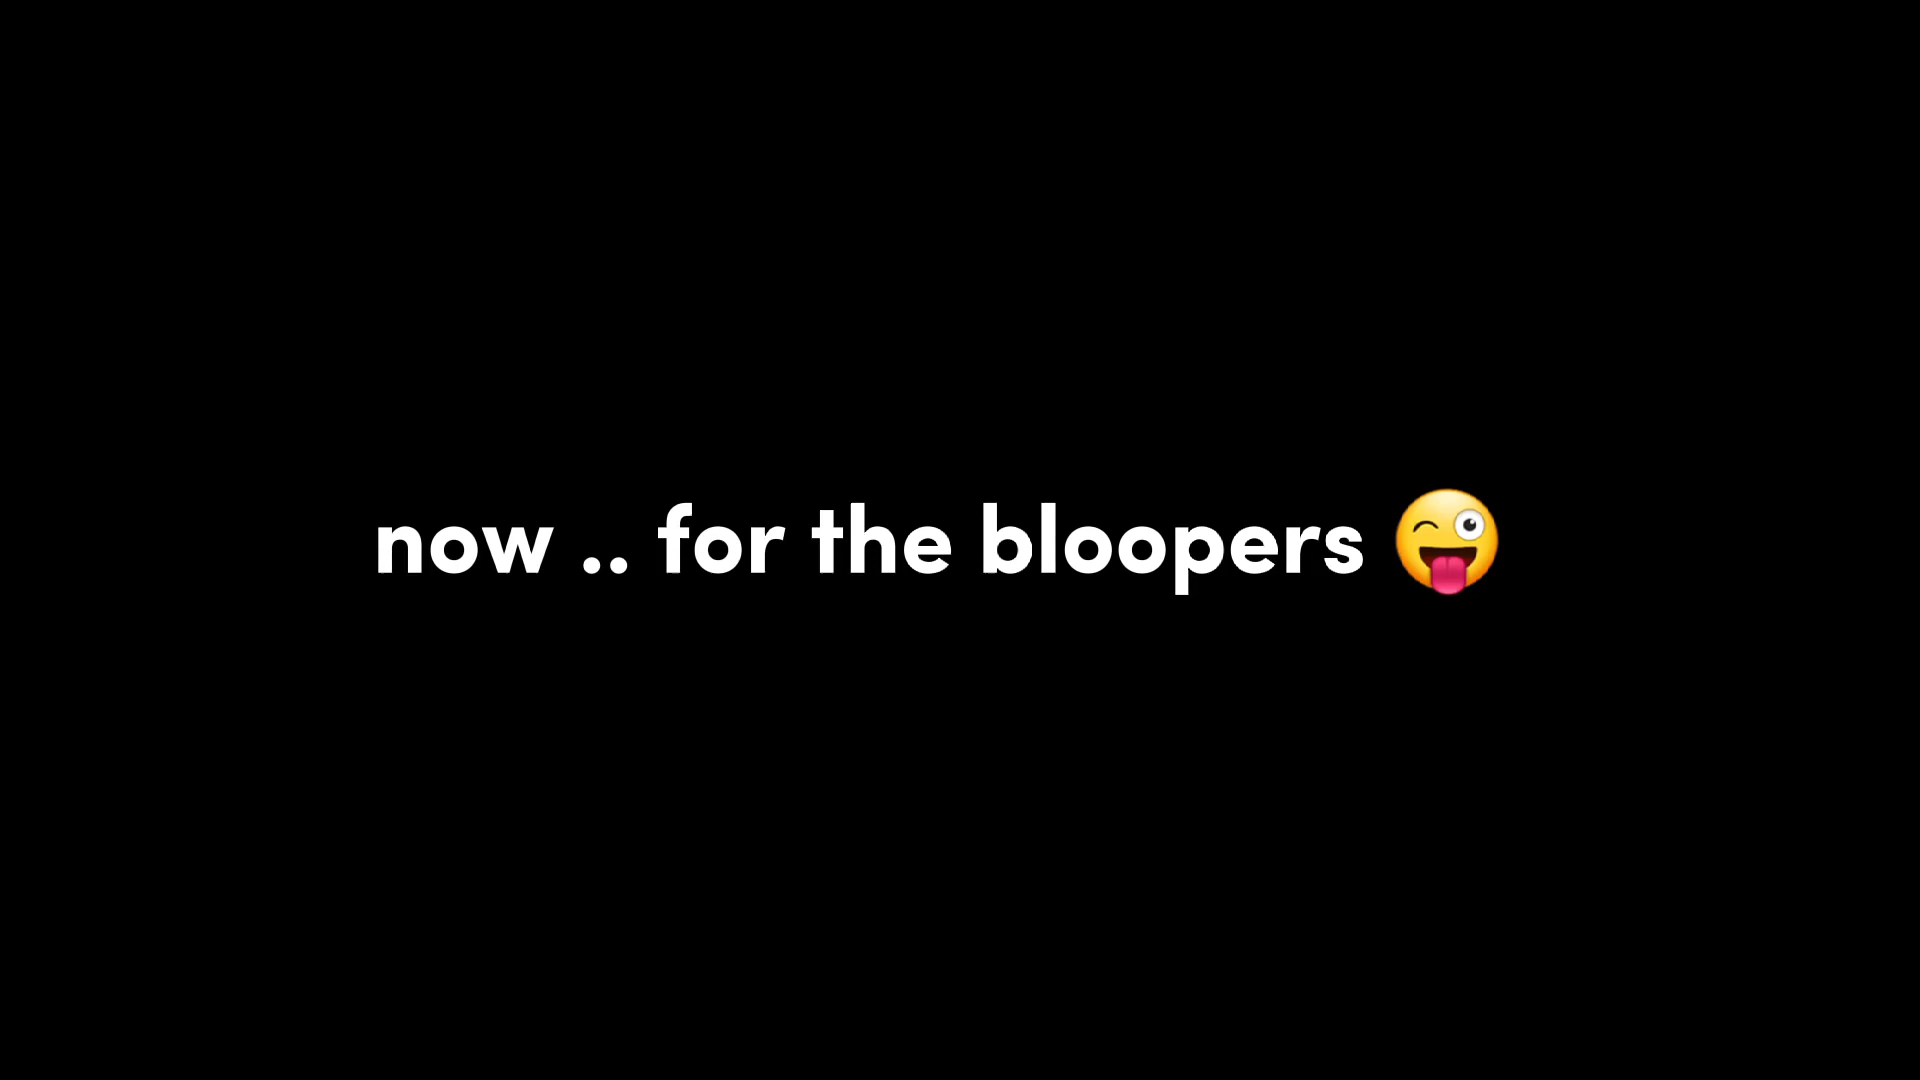 now .. for the bloopers 😜